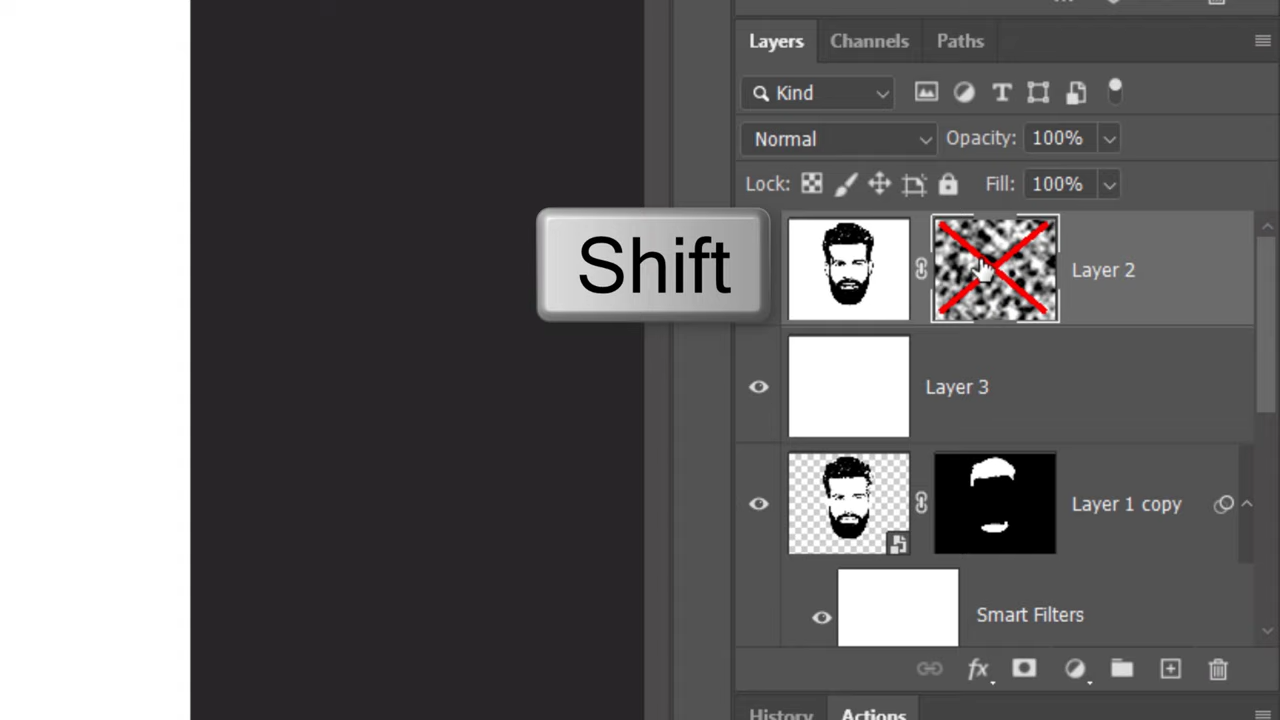 Layers Channels Paths
Kind
Normal Opacity: 100%
Lock: Fill: 100%
Shift
Layer 2
Layer 3
Layer 1 copy
Smart Filters
fx
History Actions